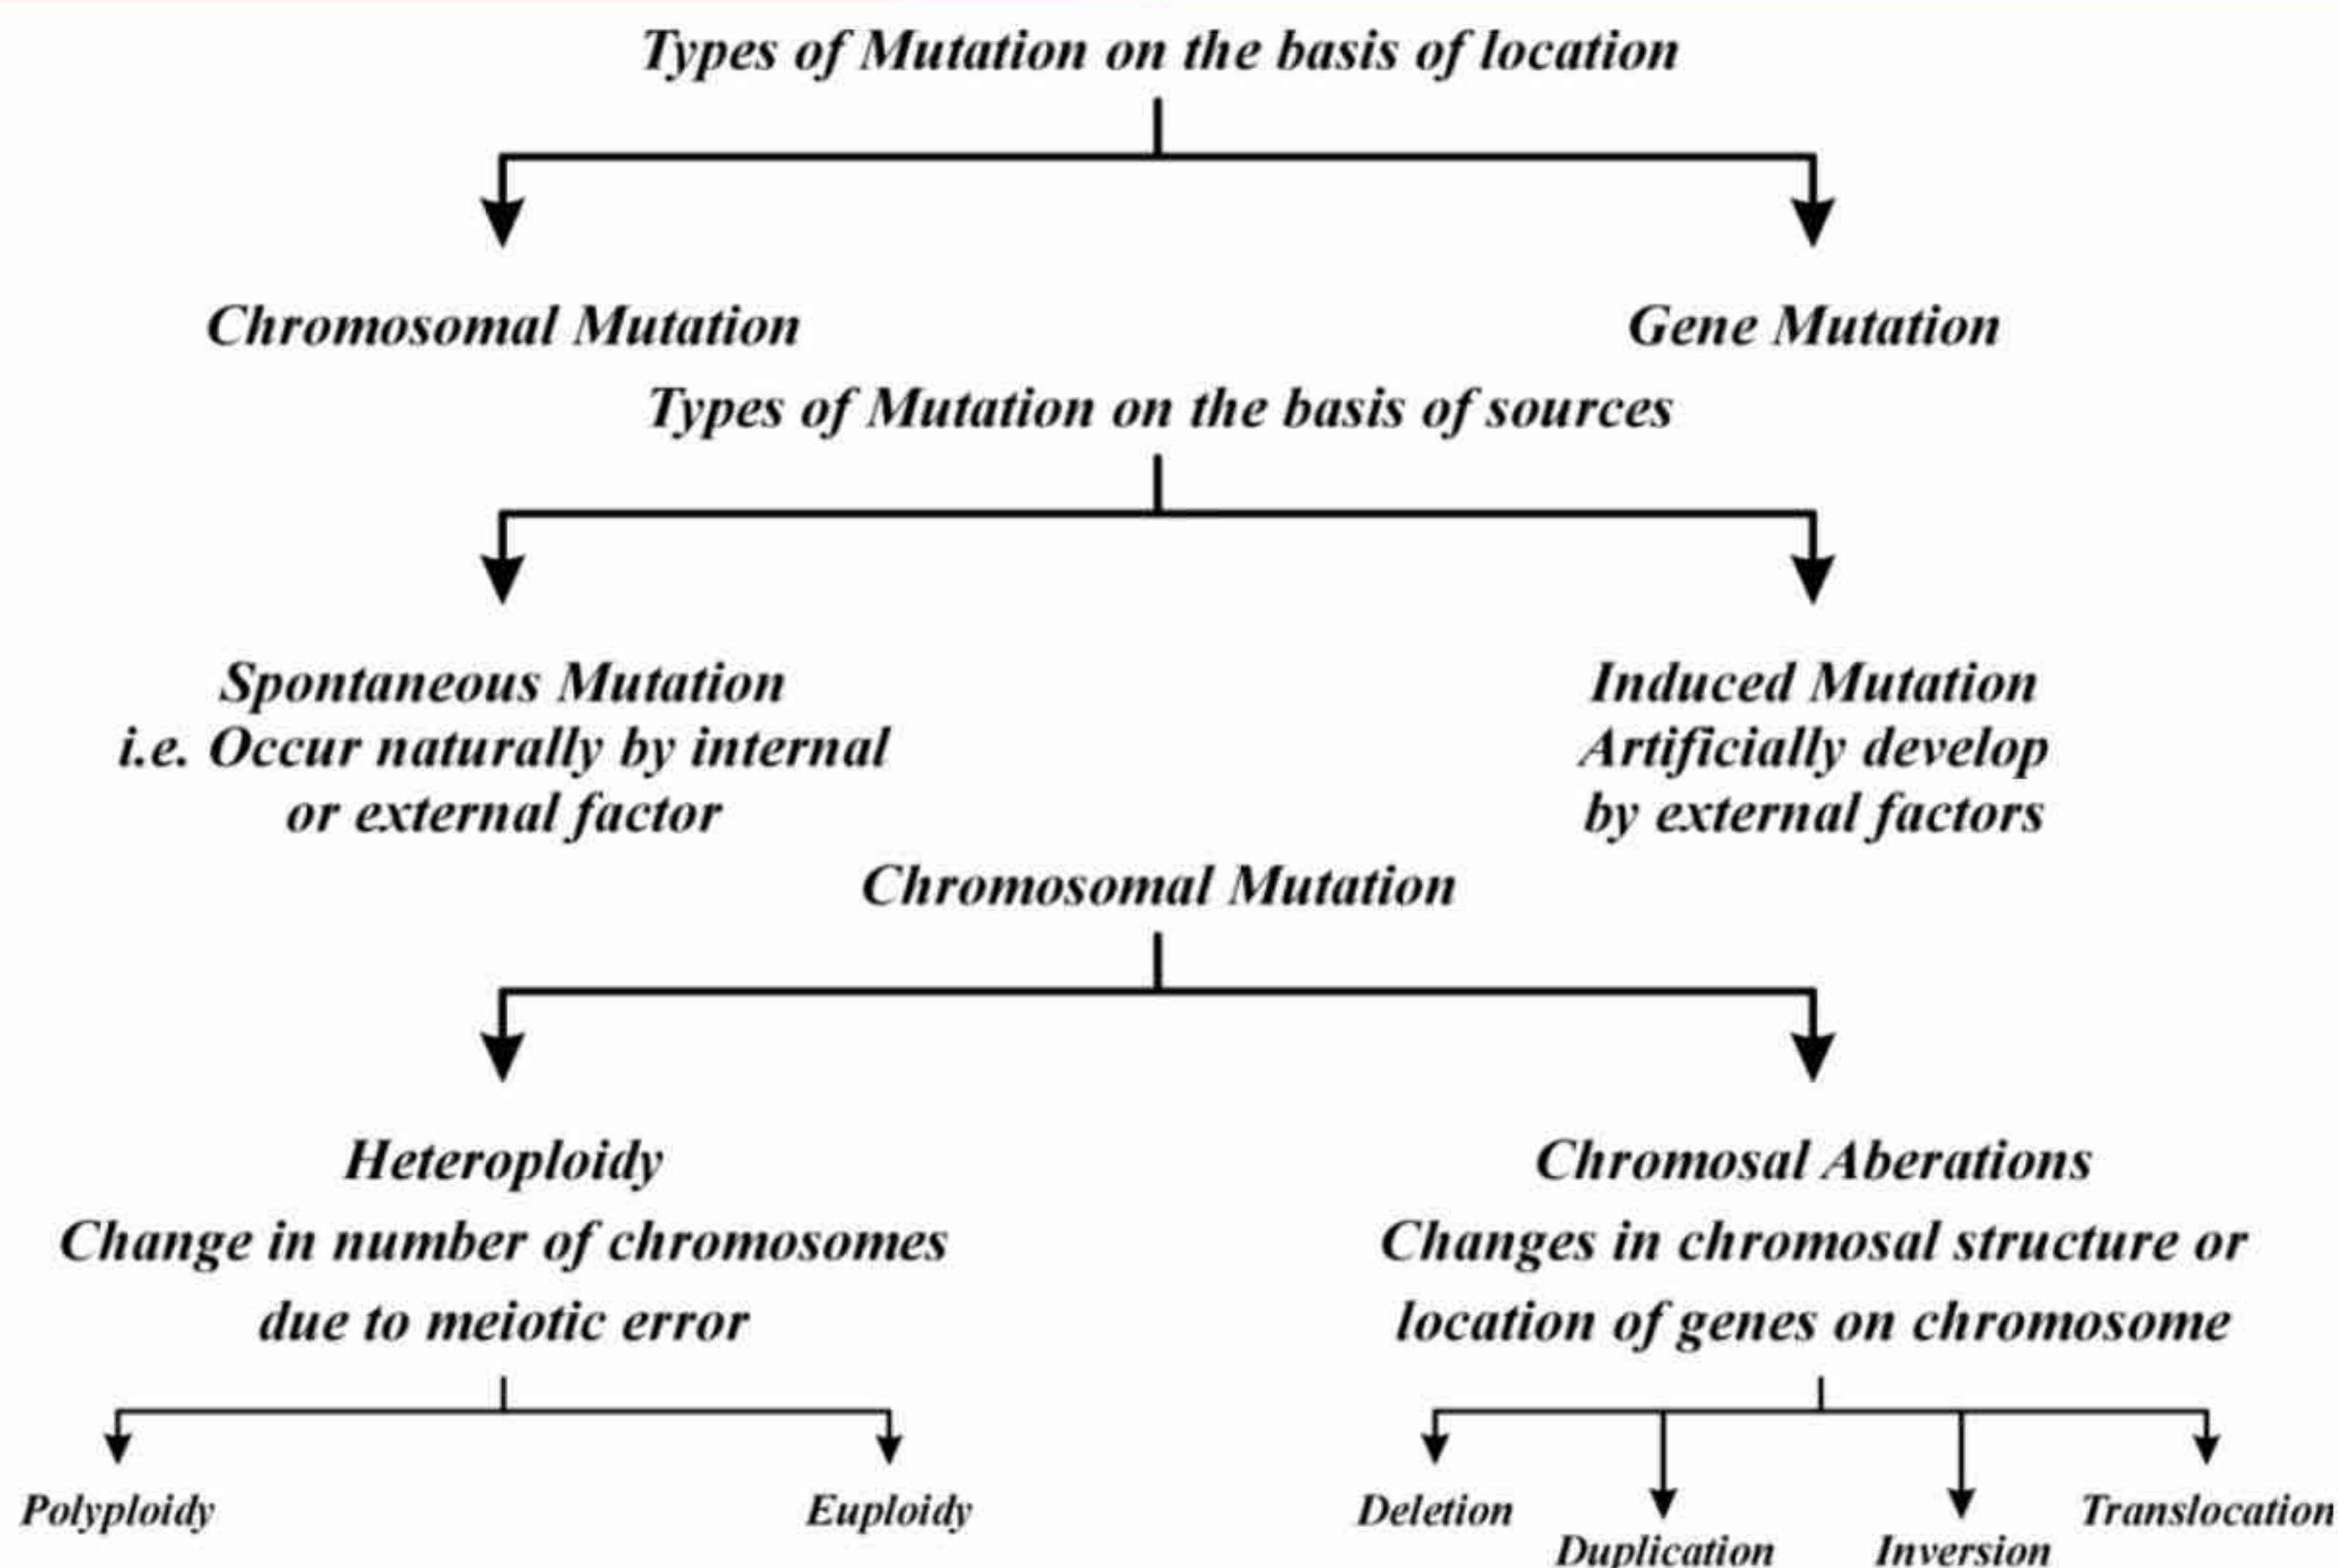 Types of Mutation on the basis of location
Chromosomal Mutation
Gene Mutation
Types of Mutation on the basis of sources
Spontaneous Mutation
i.e. Occur naturally by internal
or external factor
Induced Mutation
Artificially develop
by external factors
Chromosomal Mutation
Heteroploidy
Change in number of chromosomes
due to meiotic error
Chromosal Aberations
Changes in chromosal structure or
location of genes on chromosome
Polyploidy
Euploidy
Deletion
Duplication
Inversion
Translocation